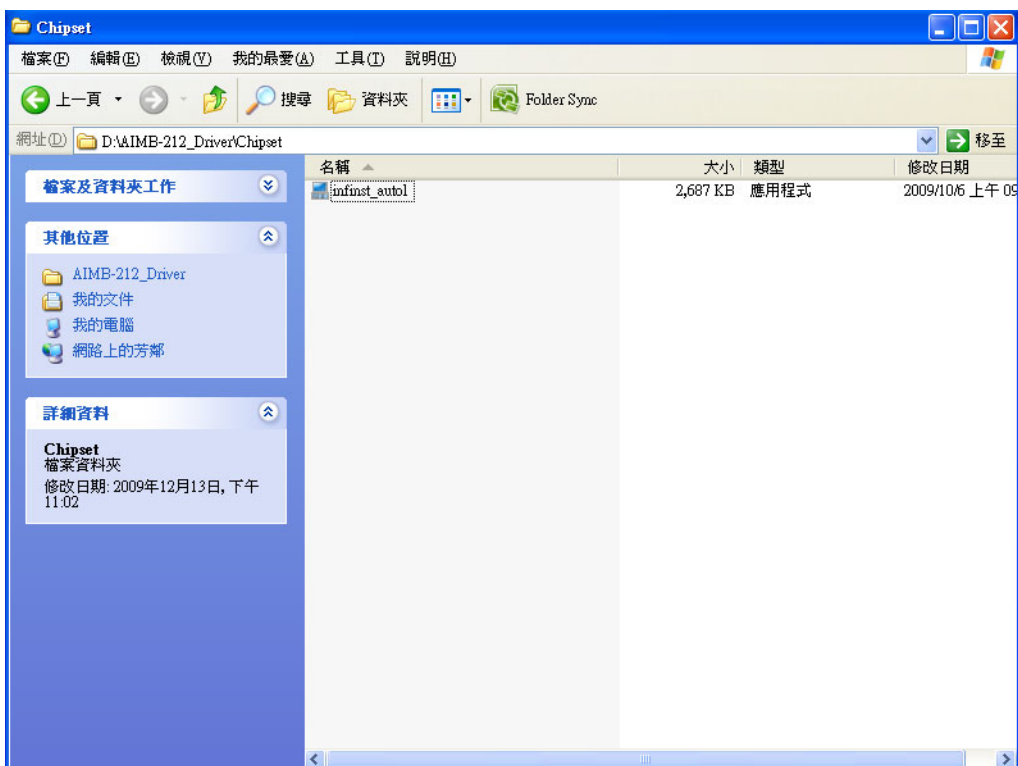 Chipset
檔案(F) 編輯(E) 檢視(V) 我的最愛(A) 工具(T) 說明(H)
上一頁 搜尋 資料夾 Folder Sync
網址(D) D:\AIMB-212_Driver\Chipset 移至
名稱 大小 類型 修改日期
infinst_autol 2,687 KB 應用程式 2009/10/6 上午 09
檔案及資料夾工作
其他位置
AIMB-212_Driver
我的文件
我的電腦
網路上的芳鄰
詳細資料
Chipset
檔案資料夾
修改日期: 2009年12月13日, 下午
11:02